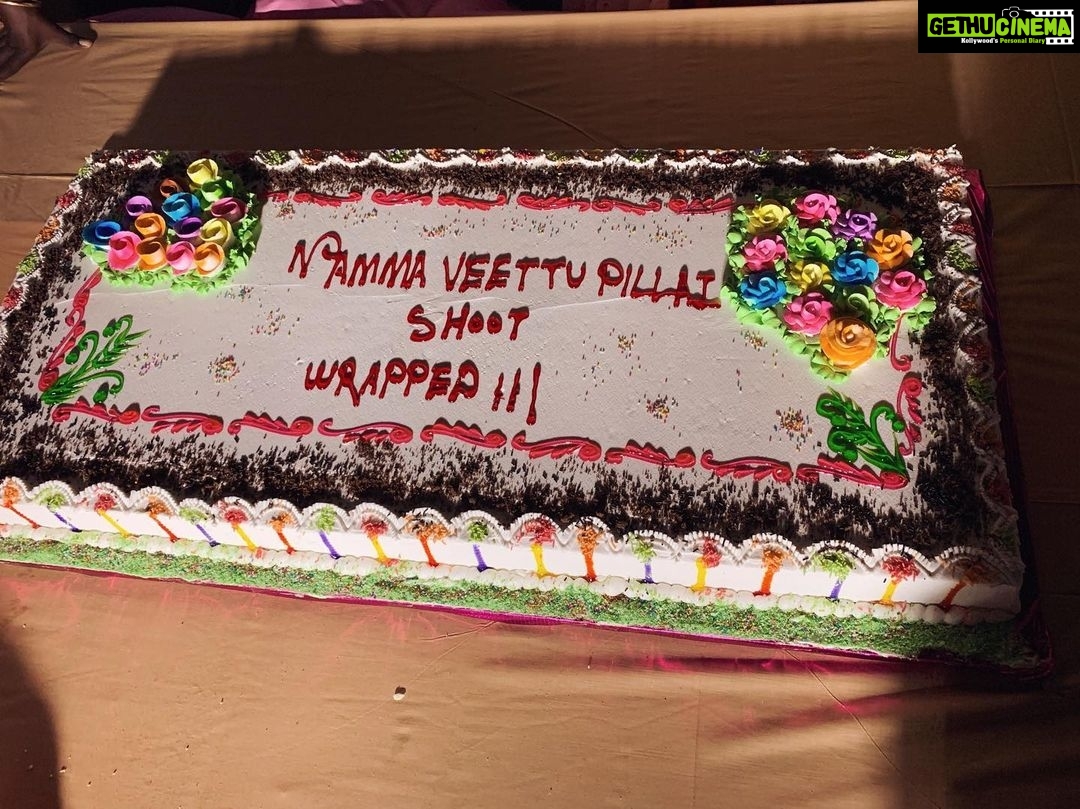 GETHU CINEMA
Kollywood's Personal Diary
NAMMA VEETTU PILLAI
SHOOT
WRAPPED !!!